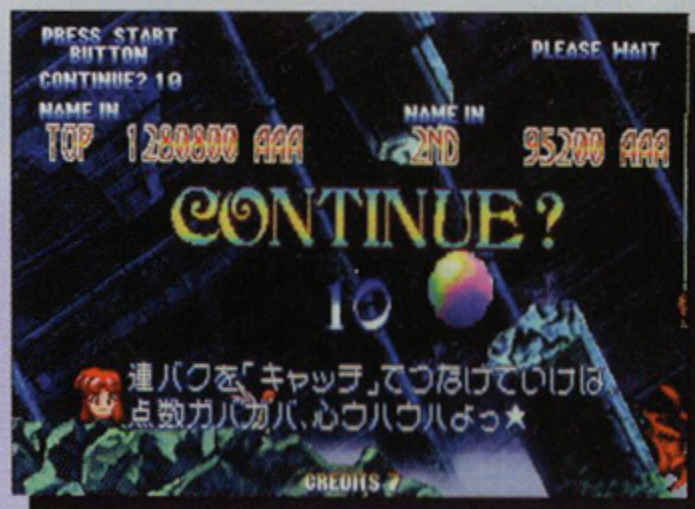 PRESS START
BUTTON
PLEASE WAIT
CONTINUE? 10
NAME IN
NAME IN
TOP 1280800 AAA
2ND 95200 AAA
CONTINUE?
10
連バクを「キャッチ」でつなげていけば
点数ガバガバ、心ウハウハよっ★
CREDITS 7